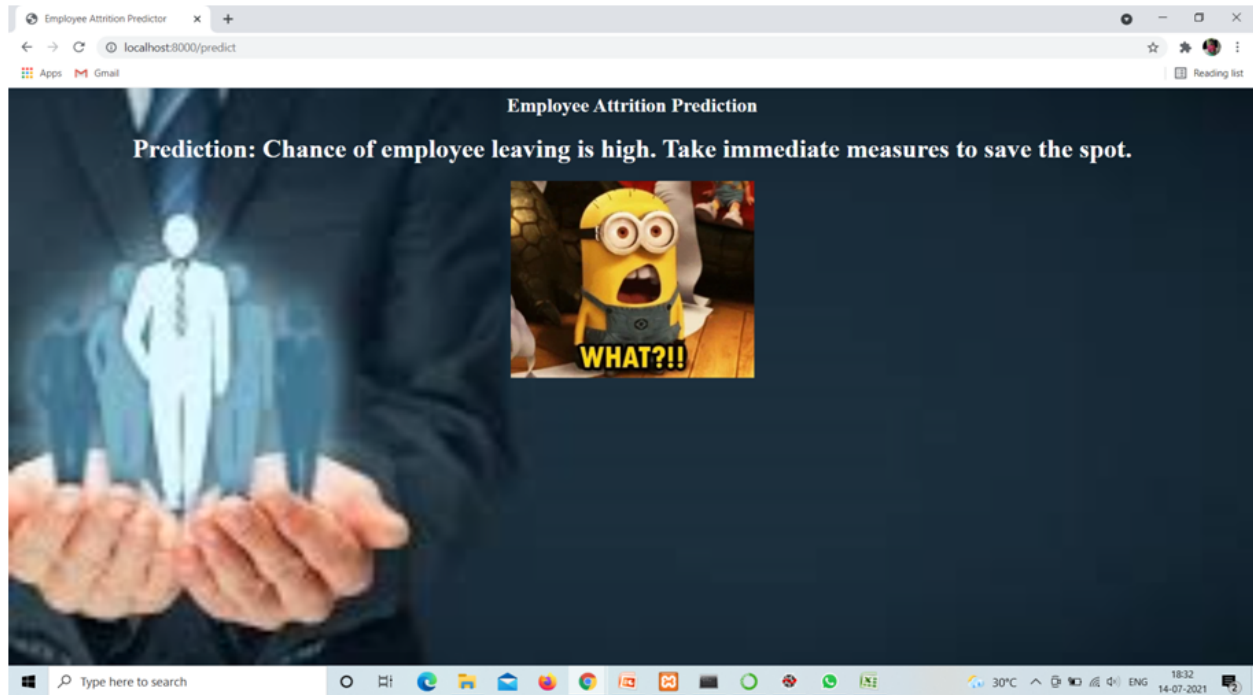 Employee Attrition Predictor
localhost:8000/predict
Apps Gmail Reading list
Employee Attrition Prediction
Prediction: Chance of employee leaving is high. Take immediate measures to save the spot.
WHAT?!!
Type here to search
30°C ENG
18:32
14-07-2021
2